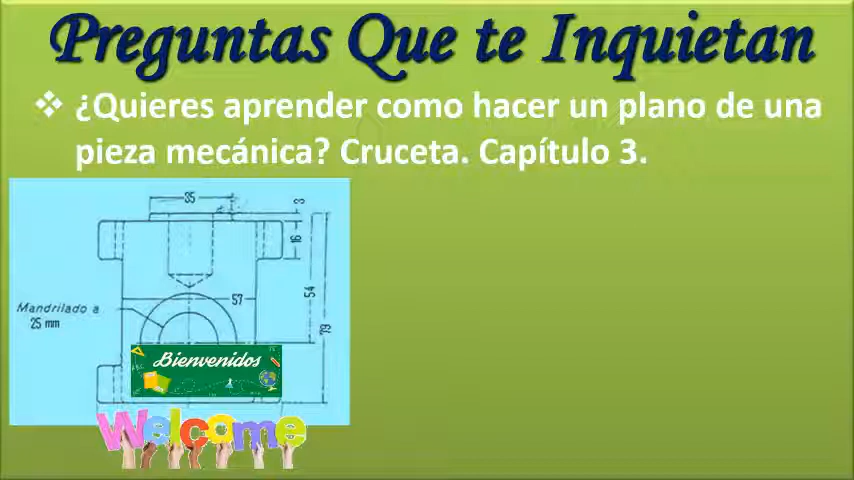 Preguntas Que te Inquietan
❖ ¿Quieres aprender como hacer un plano de una
pieza mecánica? Cruceta. Capítulo 3.
35
3
16
57
54
79
Mandrilado a
25 mm
Bienvenidos
Welcome